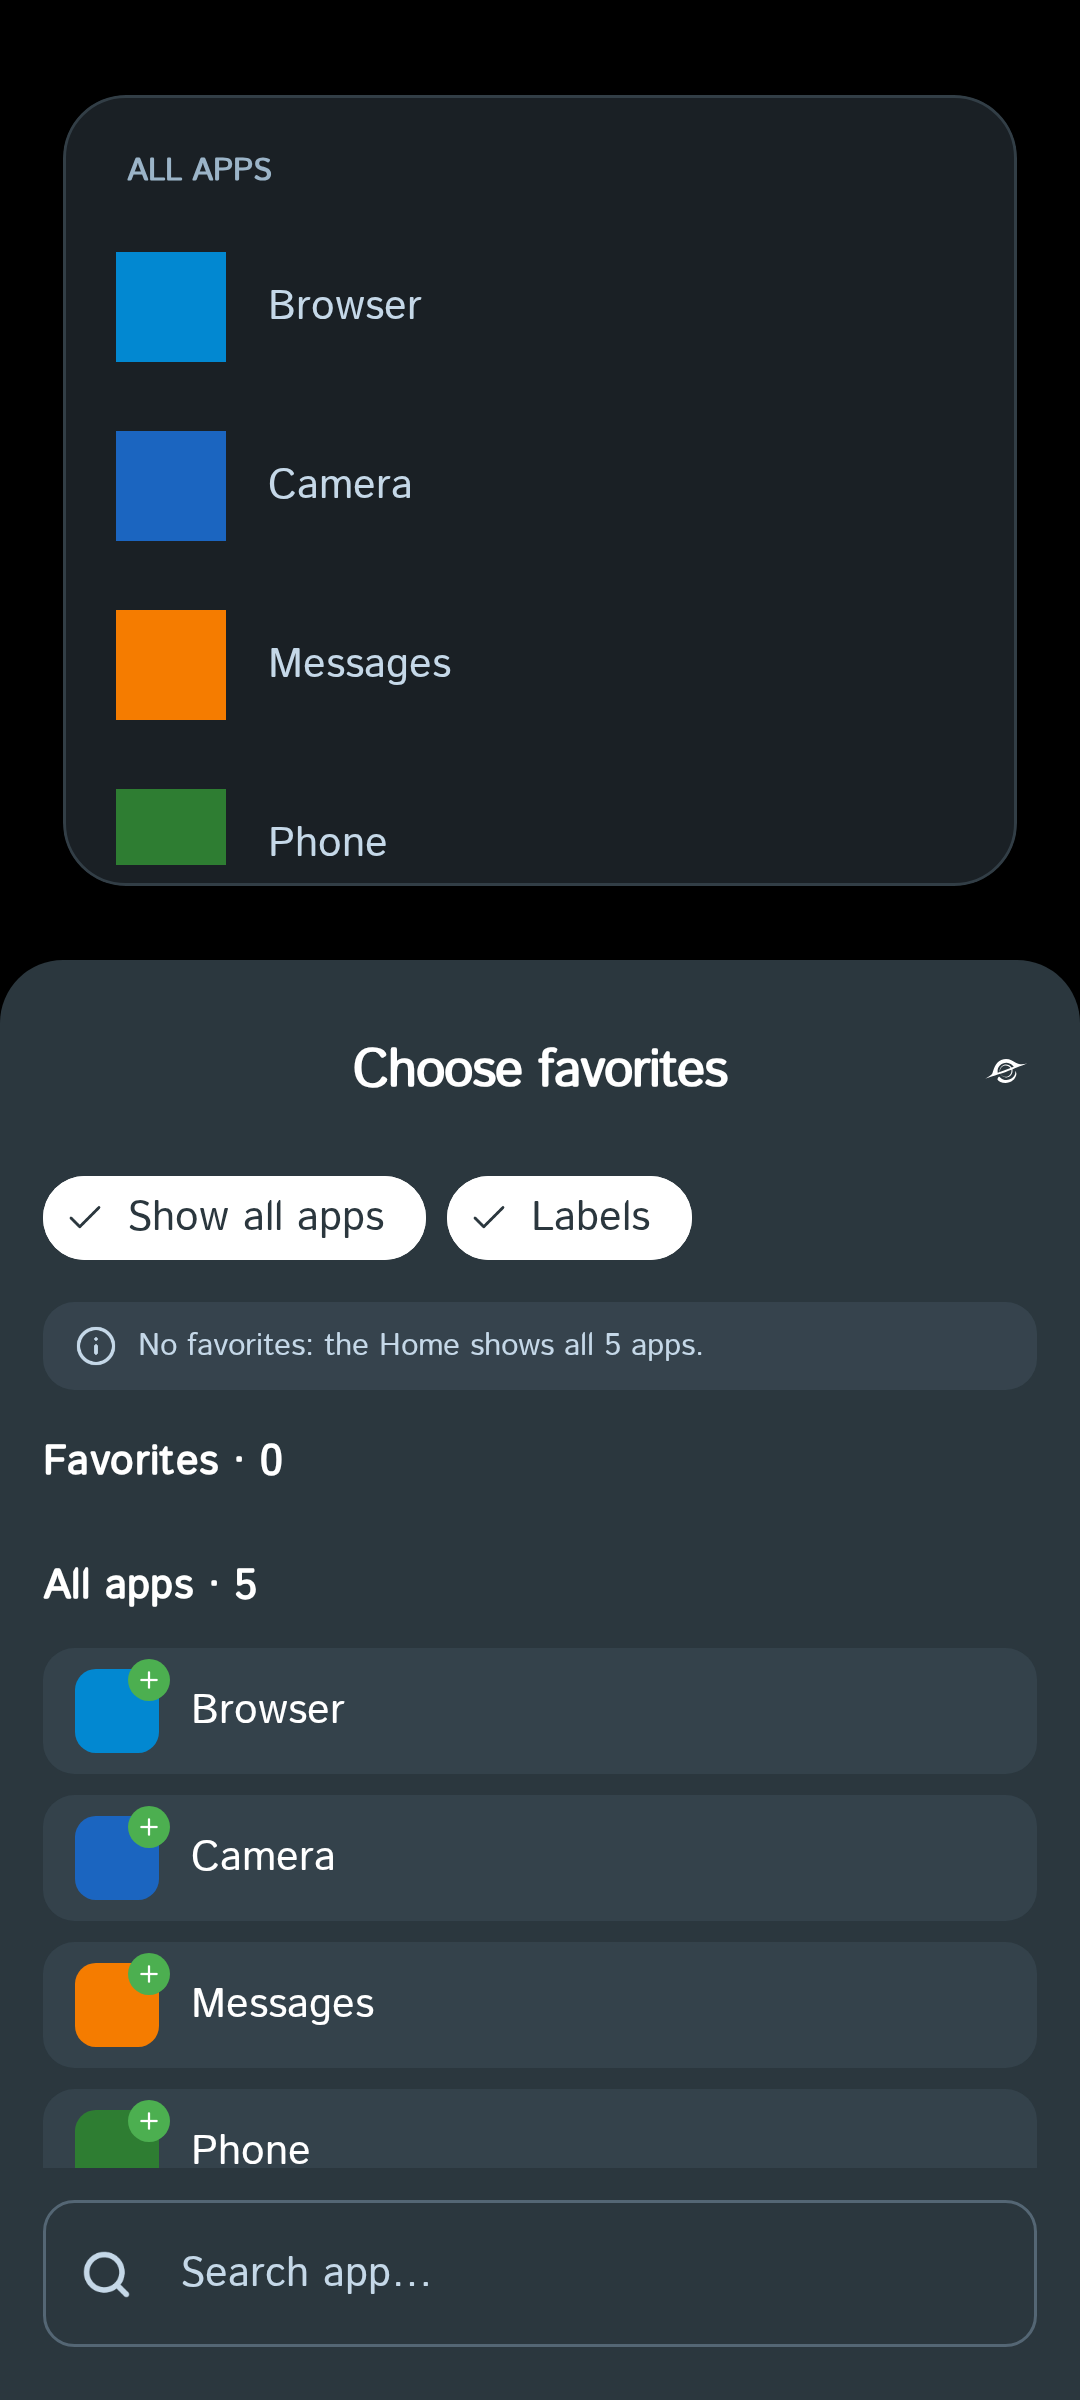 ALL APPS
Browser
Camera
Messages
Phone
Choose favorites
Show all apps
Labels
No favorites: the Home shows all 5 apps.
Favorites · 0
All apps · 5
Browser
Camera
Messages
Phone
Search app...